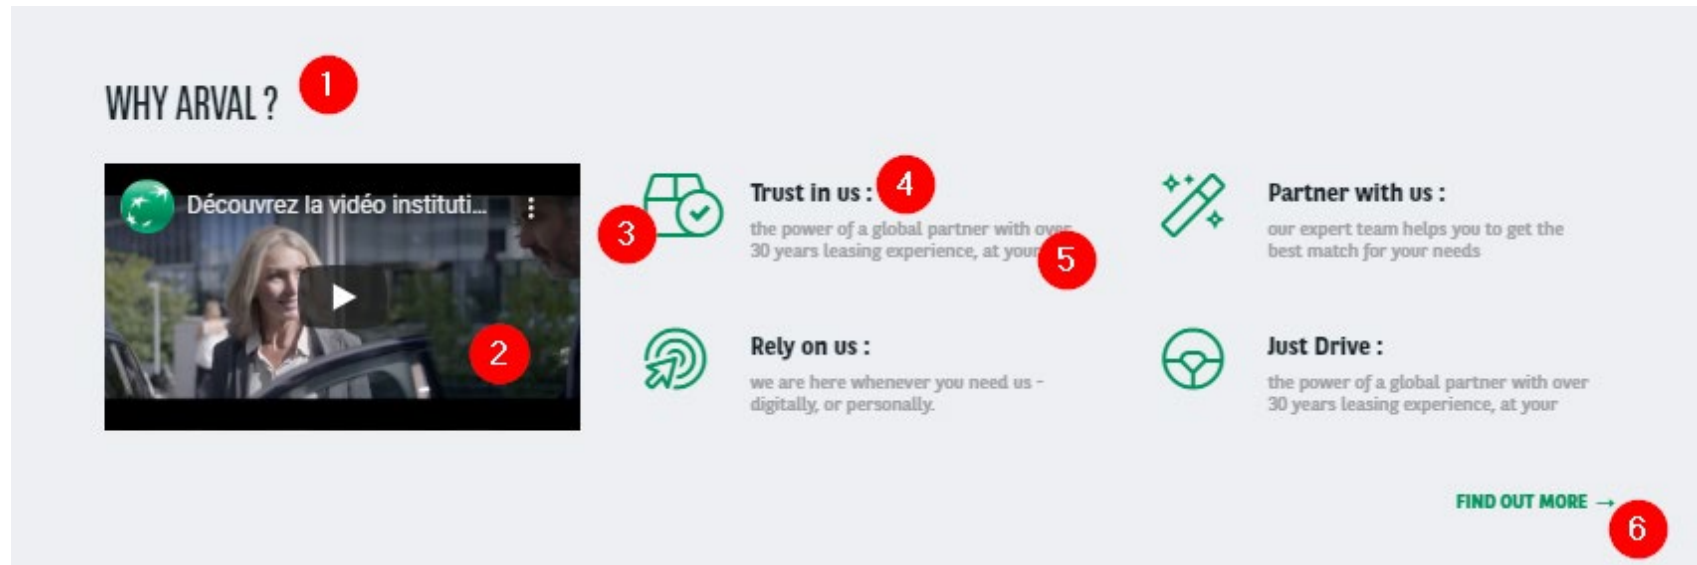 WHY ARVAL ?
1
Découvrez la vidéo instituti...
2
3
Trust in us :
4
the power of a global partner with over
30 years leasing experience, at your
5
Partner with us :
our expert team helps you to get the
best match for your needs
Rely on us :
we are here whenever you need us -
digitally, or personally.
Just Drive :
the power of a global partner with over
30 years leasing experience, at your
FIND OUT MORE →
6